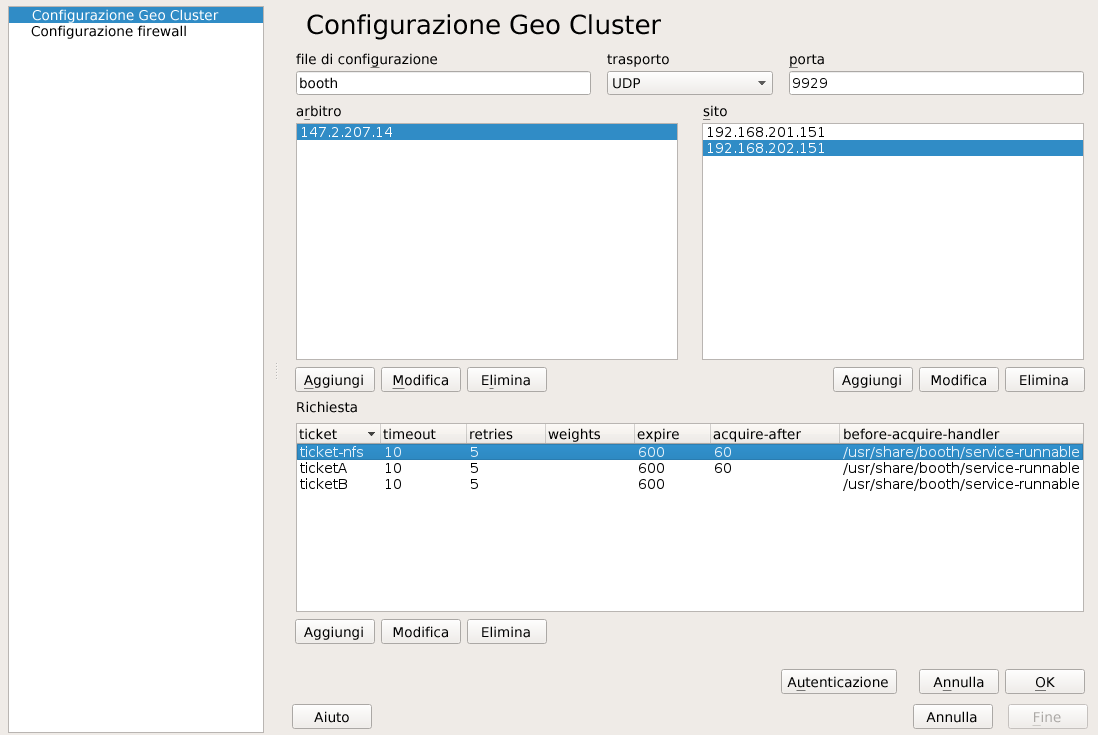 Configurazione Geo Cluster
Configurazione firewall
Configurazione Geo Cluster
file di configurazione trasporto porta
booth UDP 9929
arbitro sito
147.2.207.14 192.168.201.151
192.168.202.151
Aggiungi Modifica Elimina Aggiungi Modifica Elimina
Richiesta
ticket timeout retries weights expire acquire-after before-acquire-handler
ticket-nfs 10 5 600 60 /usr/share/booth/service-runnable
ticketA 10 5 600 60 /usr/share/booth/service-runnable
ticketB 10 5 600 /usr/share/booth/service-runnable
Aggiungi Modifica Elimina
Autenticazione Annulla OK
Aiuto Annulla Fine